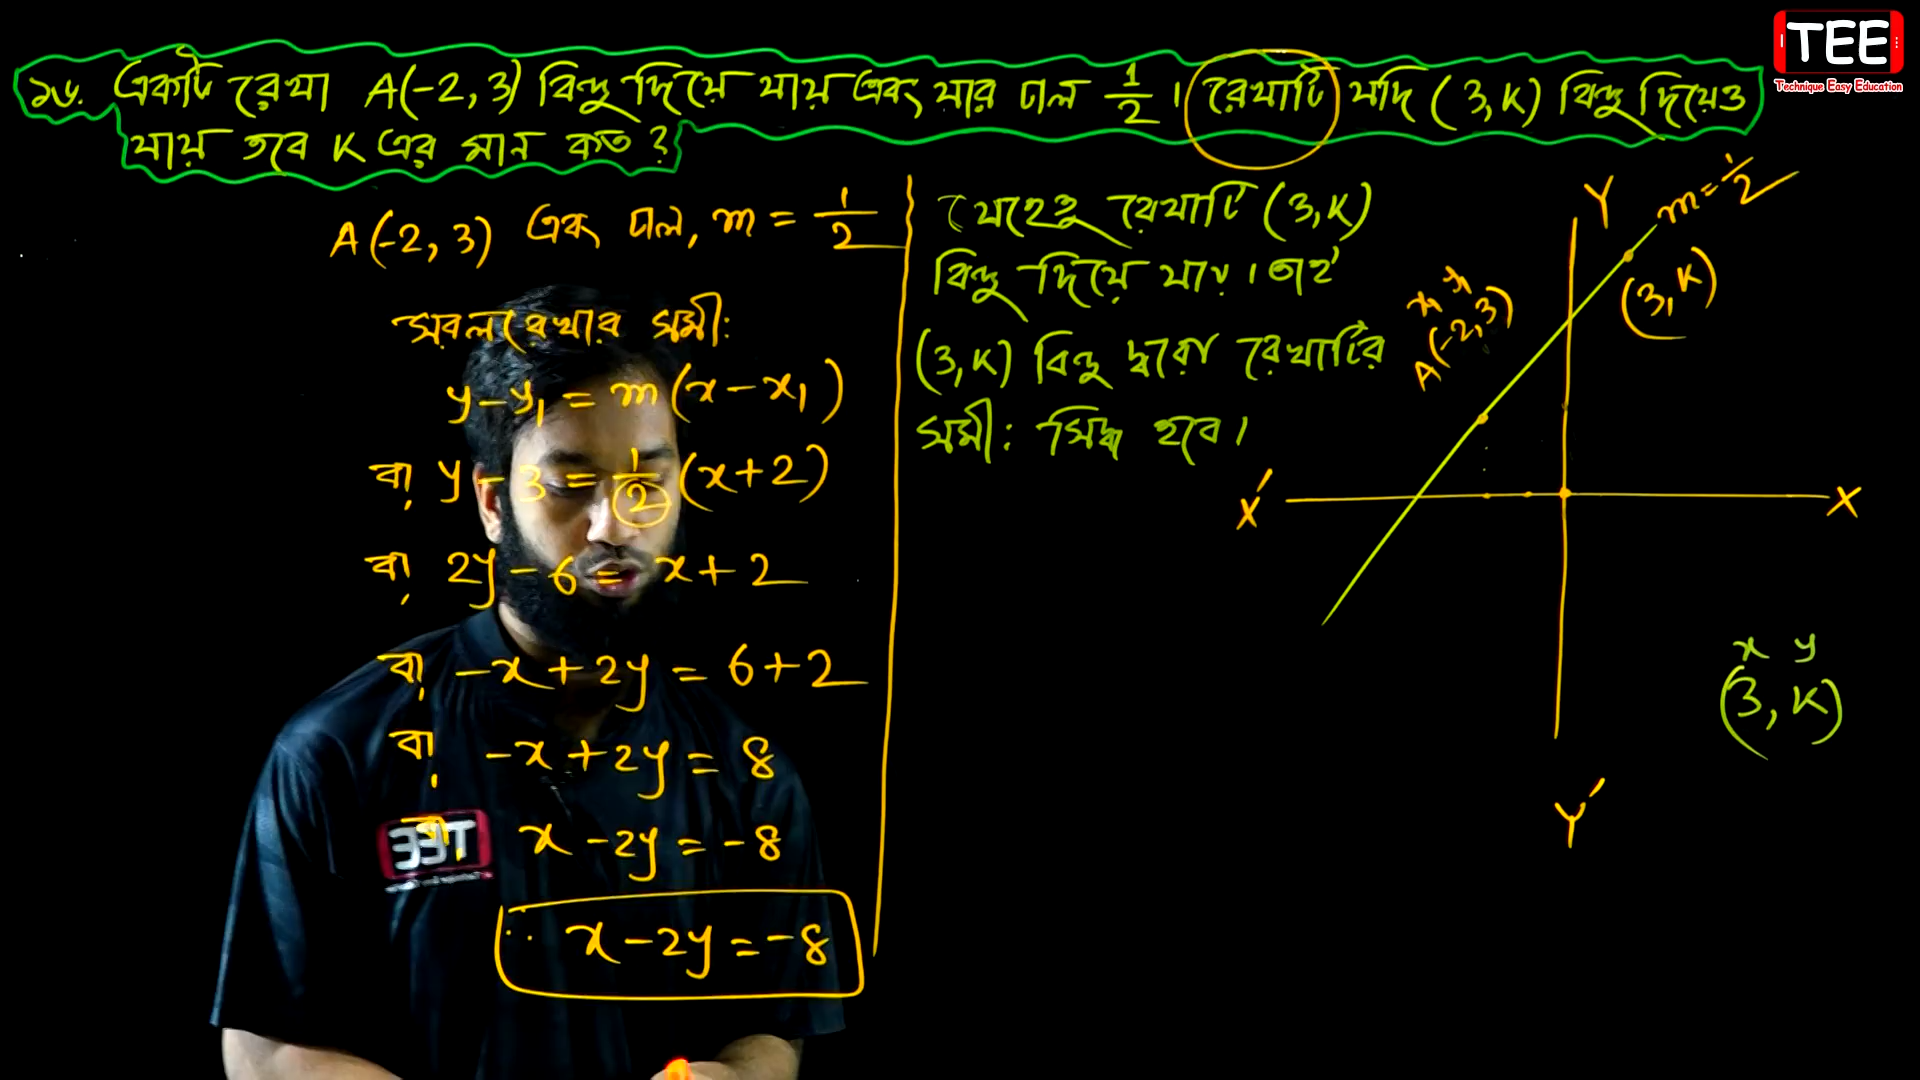 TEE
Technique Easy Education
১৬. একটি রেখা A(-2, 3) বিন্দু দিয়ে যায় এবং যার ঢাল 1/2। রেখাটি যদি (3, K) বিন্দু দিয়েও
যায় তবে K এর মান কত?
A(-2, 3) এবং ঢাল, m = 1/2
সরলরেখার সমী:
y - y₁ = m(x - x₁)
বা, y - 3 = 1/2 (x + 2)
বা, 2y - 6 = x + 2
বা, -x + 2y = 6 + 2
বা, -x + 2y = 8
বা, x - 2y = -8
∴ x - 2y = -8
যেহেতু রেখাটি (3, K)
বিন্দু দিয়ে যায়। তাই
(3, K) বিন্দু দ্বারা রেখাটির
সমী: সিদ্ধ হবে।
Y
m = 1/2
(3, K)
x₁ y₁
A(-2, 3)
X'
X
Y'
x y
(3, K)